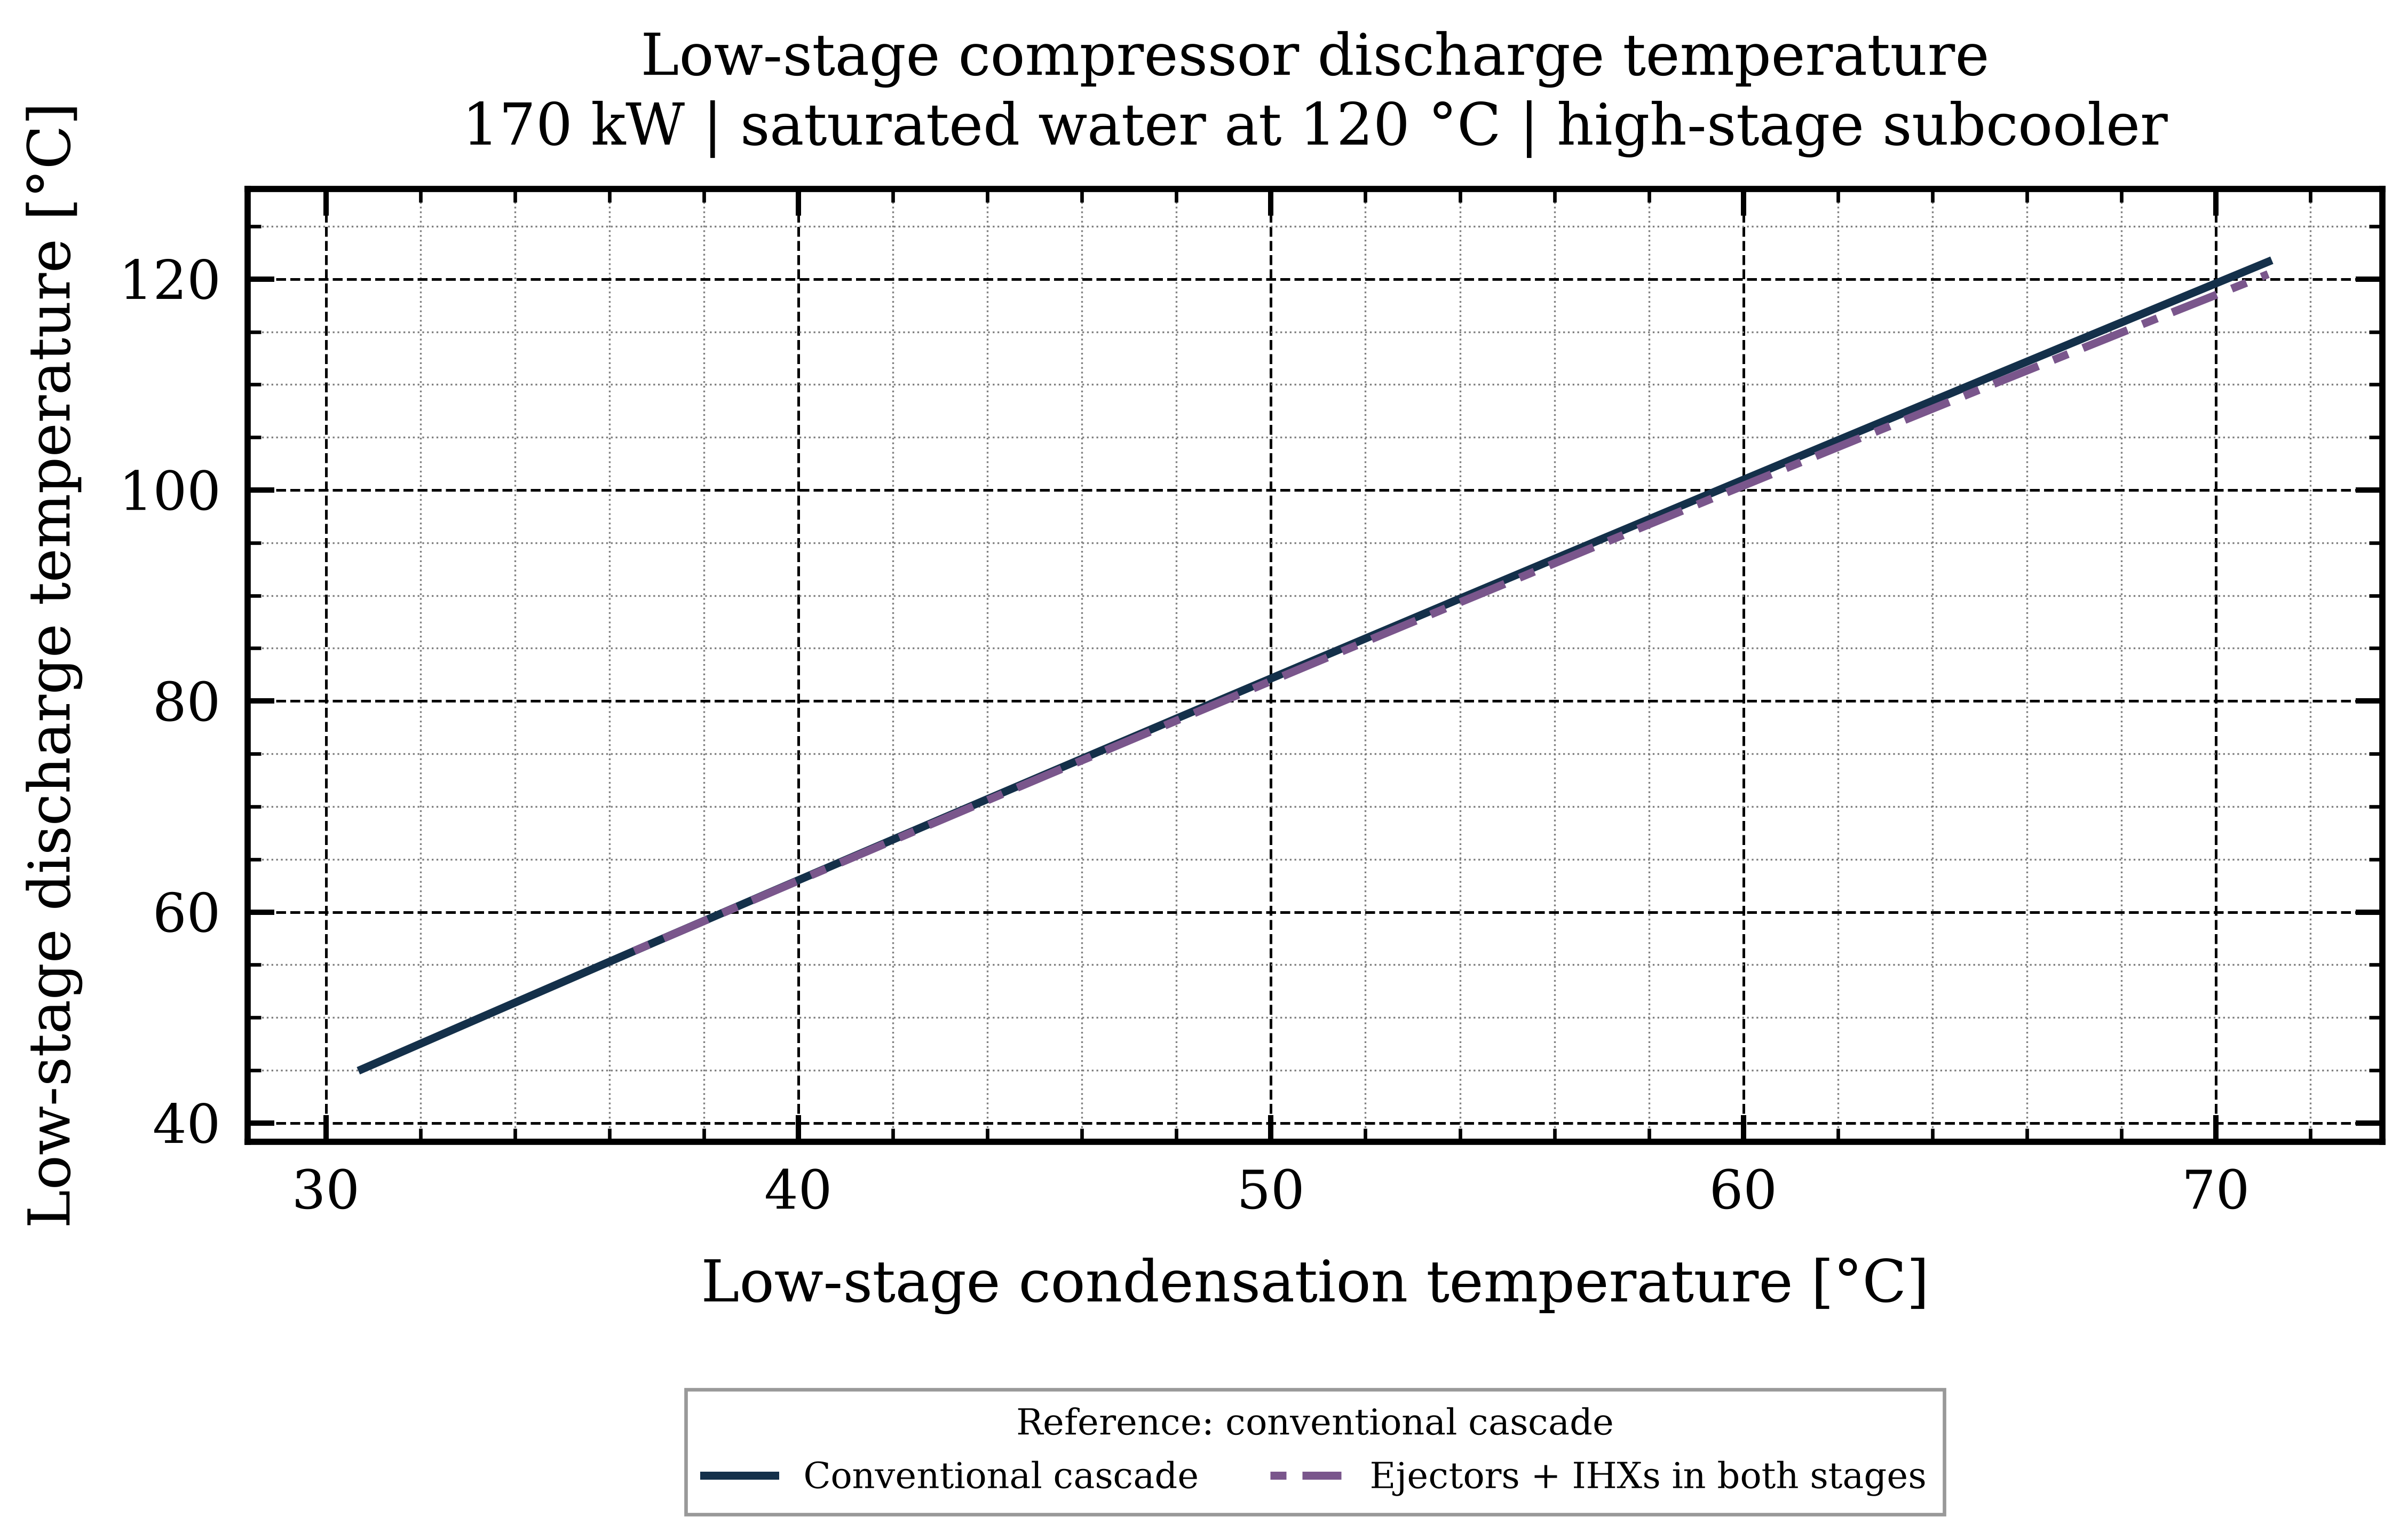 Low-stage compressor discharge temperature
170 kW | saturated water at 120 °C | high-stage subcooler
Low-stage discharge temperature [°C]
120
100
80
60
40
30
40
50
60
70
Low-stage condensation temperature [°C]
Reference: conventional cascade
Conventional cascade
Ejectors + IHXs in both stages